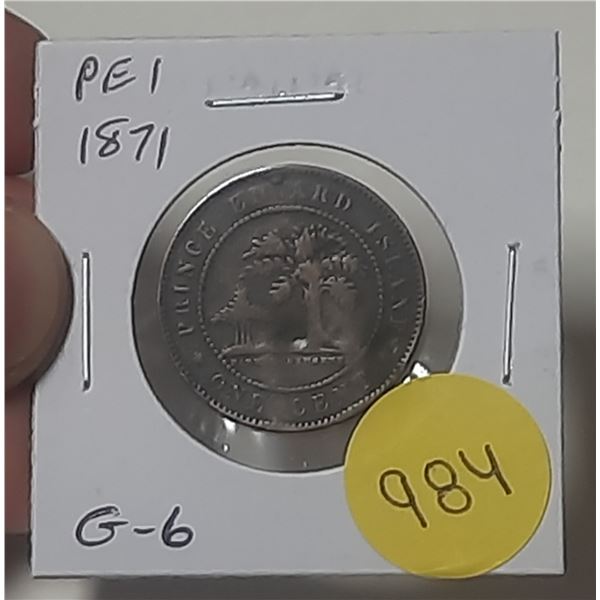 PEI
1871
PRINCE EDWARD ISLAND
ONE CENT
G-6
984